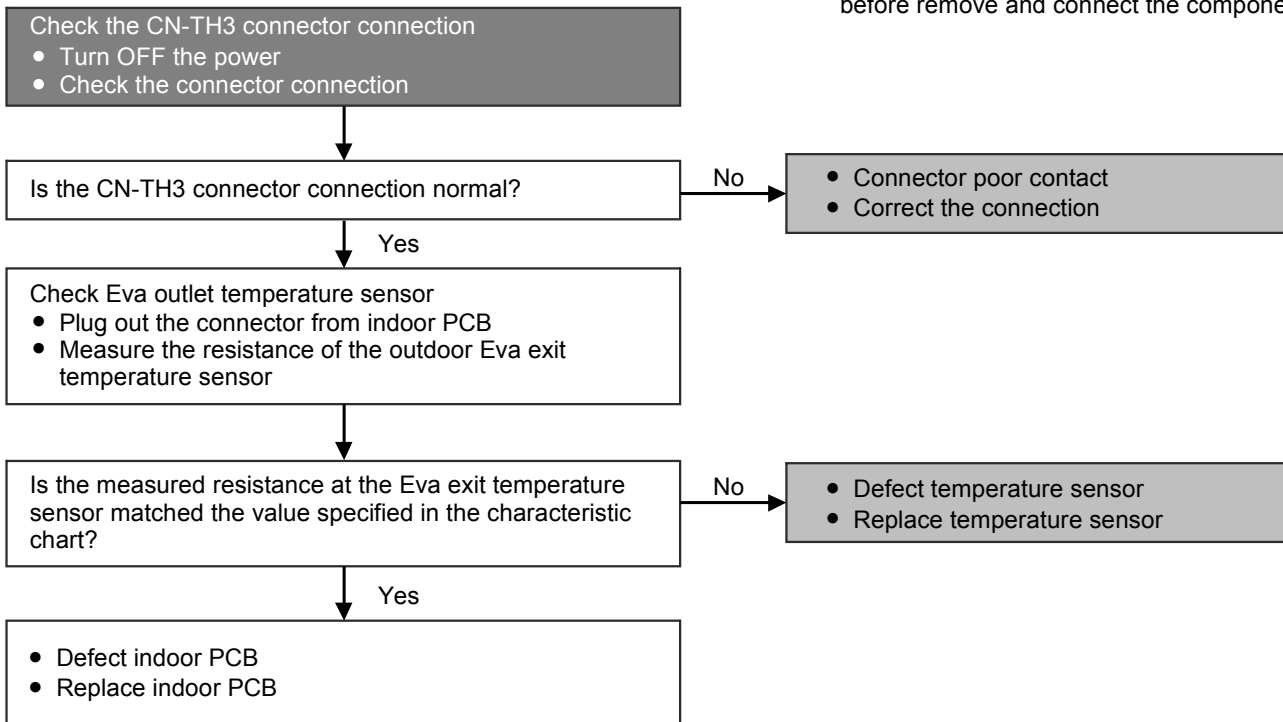 before remove and connect the
Check the CN-TH3 connector connection
● Turn OFF the power
● Check the connector connection
Is the CN-TH3 connector connection normal?
No
● Connector poor contact
● Correct the connection
Yes
Check Eva outlet temperature sensor
● Plug out the connector from indoor PCB
● Measure the resistance of the outdoor Eva exit
temperature sensor
Is the measured resistance at the Eva exit temperature
sensor matched the value specified in the characteristic
chart?
No
● Defect temperature sensor
● Replace temperature sensor
Yes
● Defect indoor PCB
● Replace indoor PCB